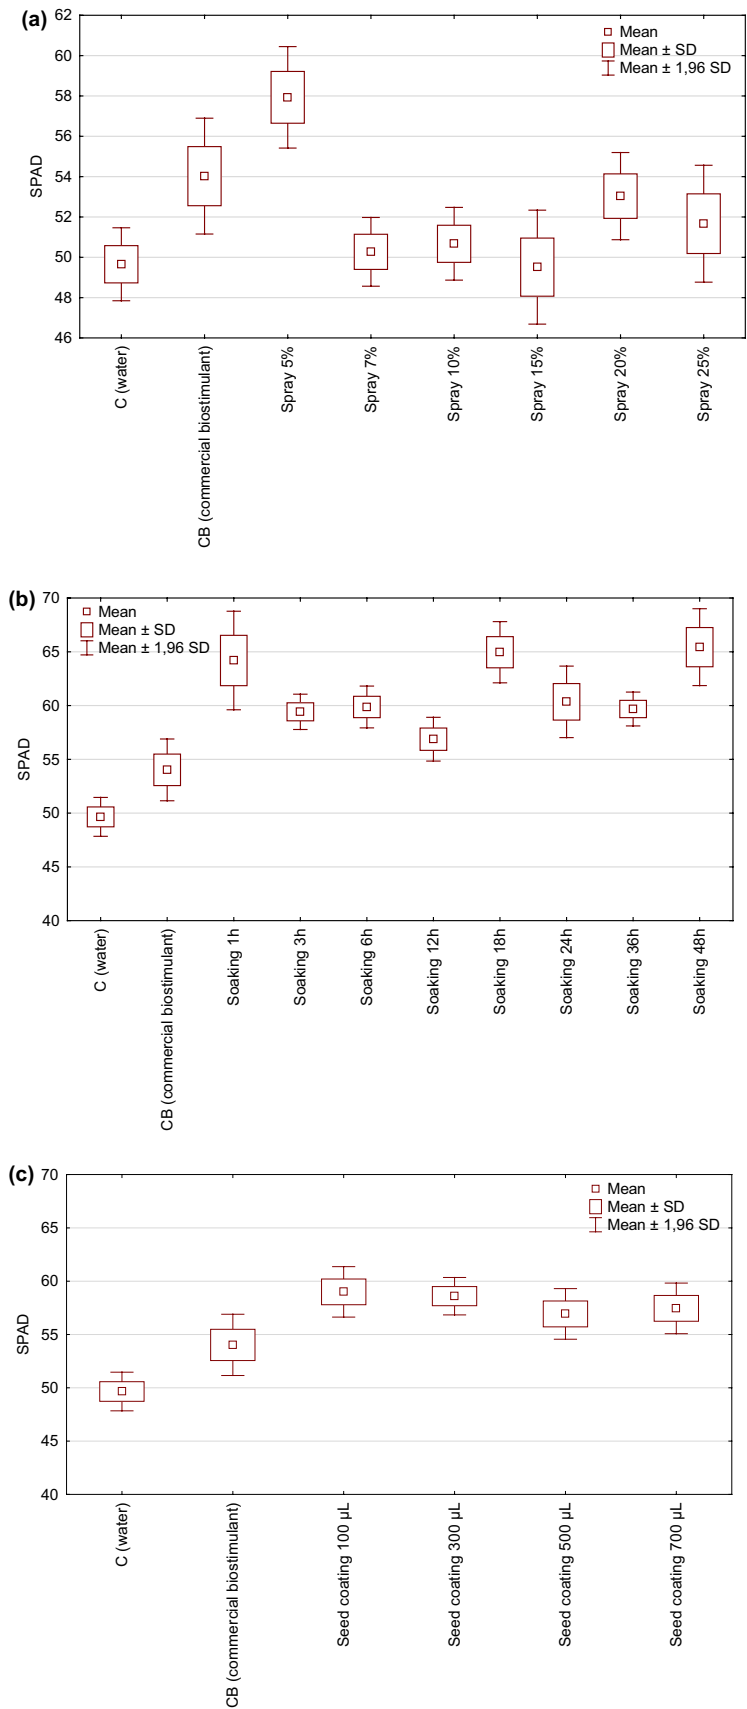 (a)
62
60
58
56
54
52
50
48
46
SPAD
Mean
Mean ± SD
Mean ± 1,96 SD
C (water)
CB (commercial biostimulant)
Spray 5%
Spray 7%
Spray 10%
Spray 15%
Spray 20%
Spray 25%
(b)
70
65
60
55
50
45
40
SPAD
Mean
Mean ± SD
Mean ± 1,96 SD
C (water)
CB (commercial biostimulant)
Soaking 1h
Soaking 3h
Soaking 6h
Soaking 12h
Soaking 18h
Soaking 24h
Soaking 36h
Soaking 48h
(c)
70
65
60
55
50
45
40
SPAD
Mean
Mean ± SD
Mean ± 1,96 SD
C (water)
CB (commercial biostimulant)
Seed coating 100 µL
Seed coating 300 µL
Seed coating 500 µL
Seed coating 700 µL